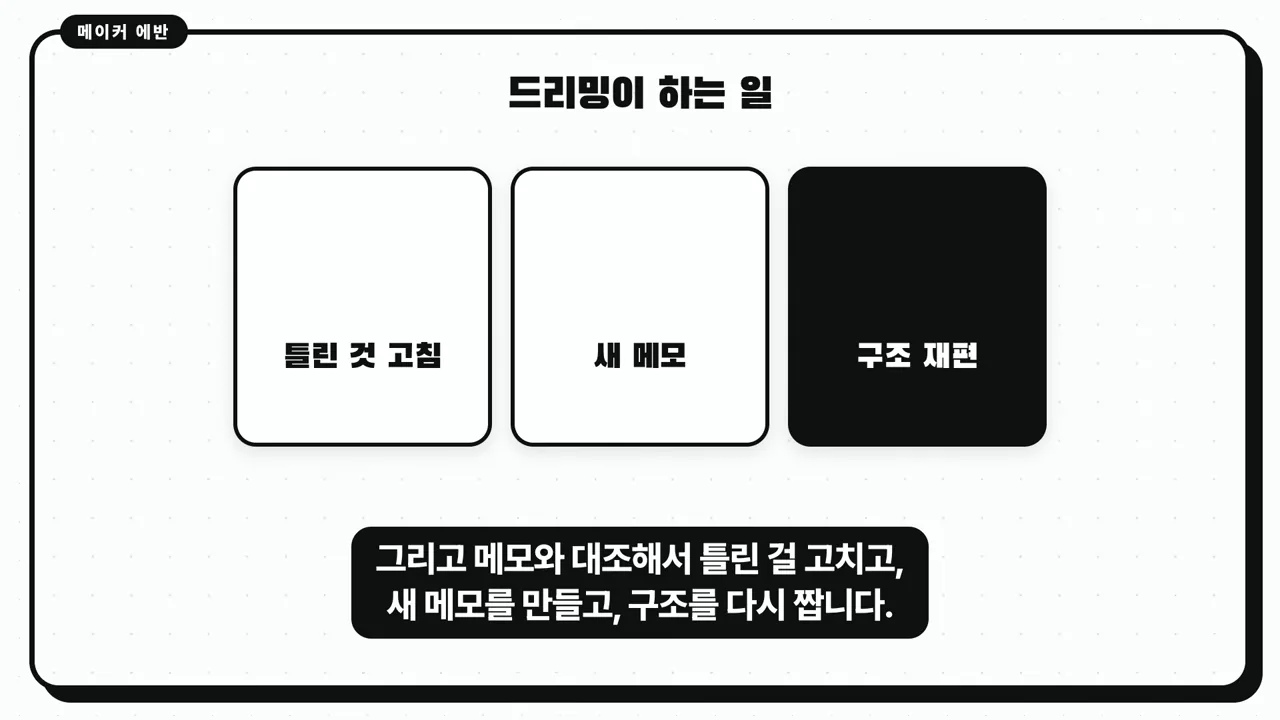 메이커 에반
드리밍이 하는 일
틀린 것 고침
새 메모
구조 재편
그리고 메모와 대조해서 틀린 걸 고치고,
새 메모를 만들고, 구조를 다시 짭니다.